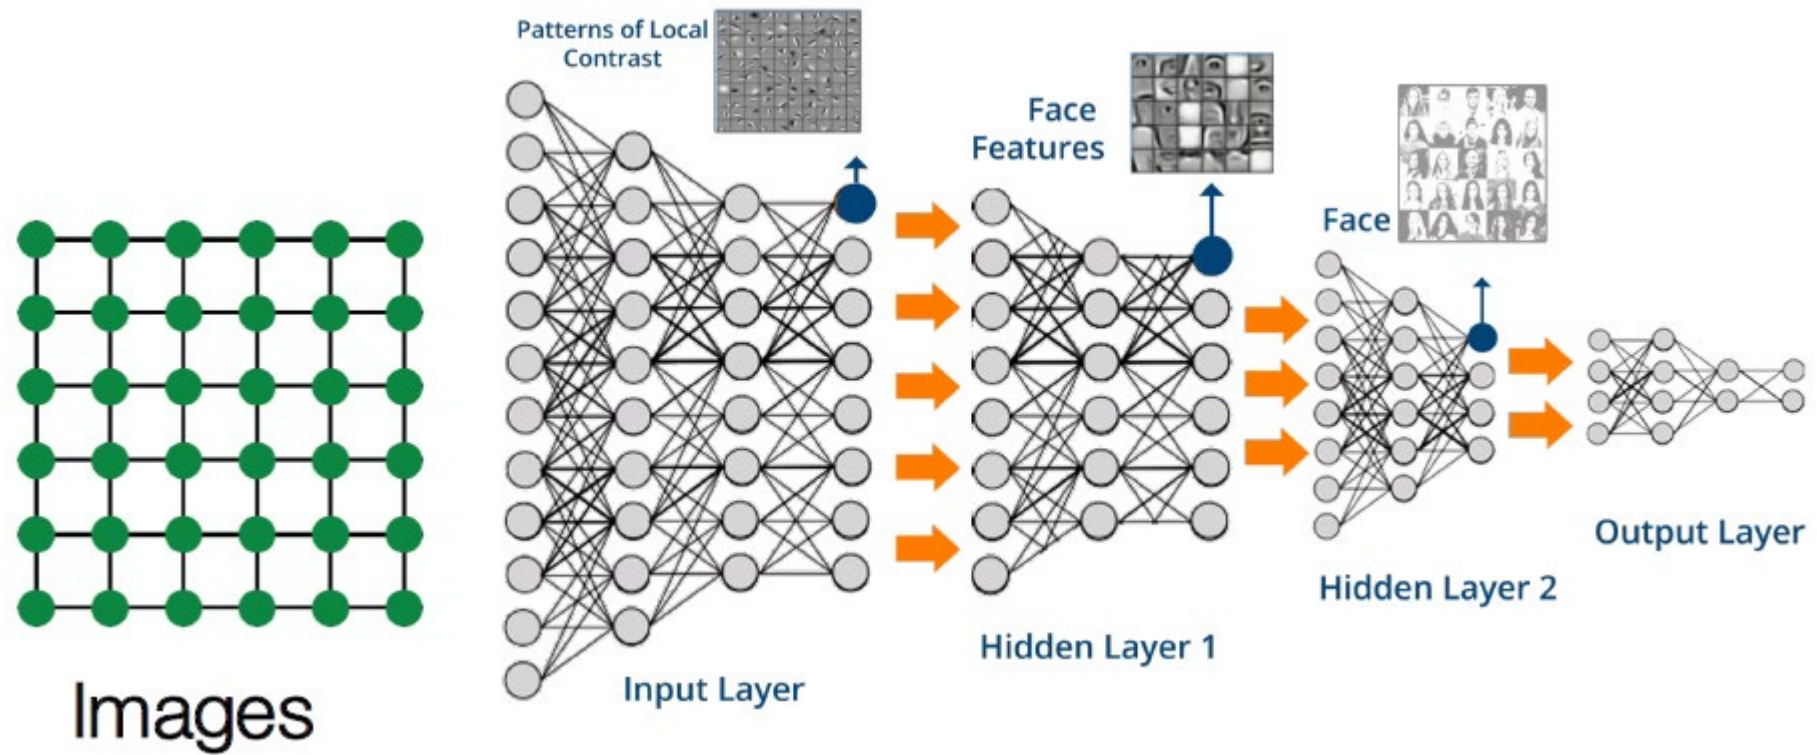 Patterns of Local
Contrast
Face
Features
Face
Images
Input Layer
Hidden Layer 1
Hidden Layer 2
Output Layer